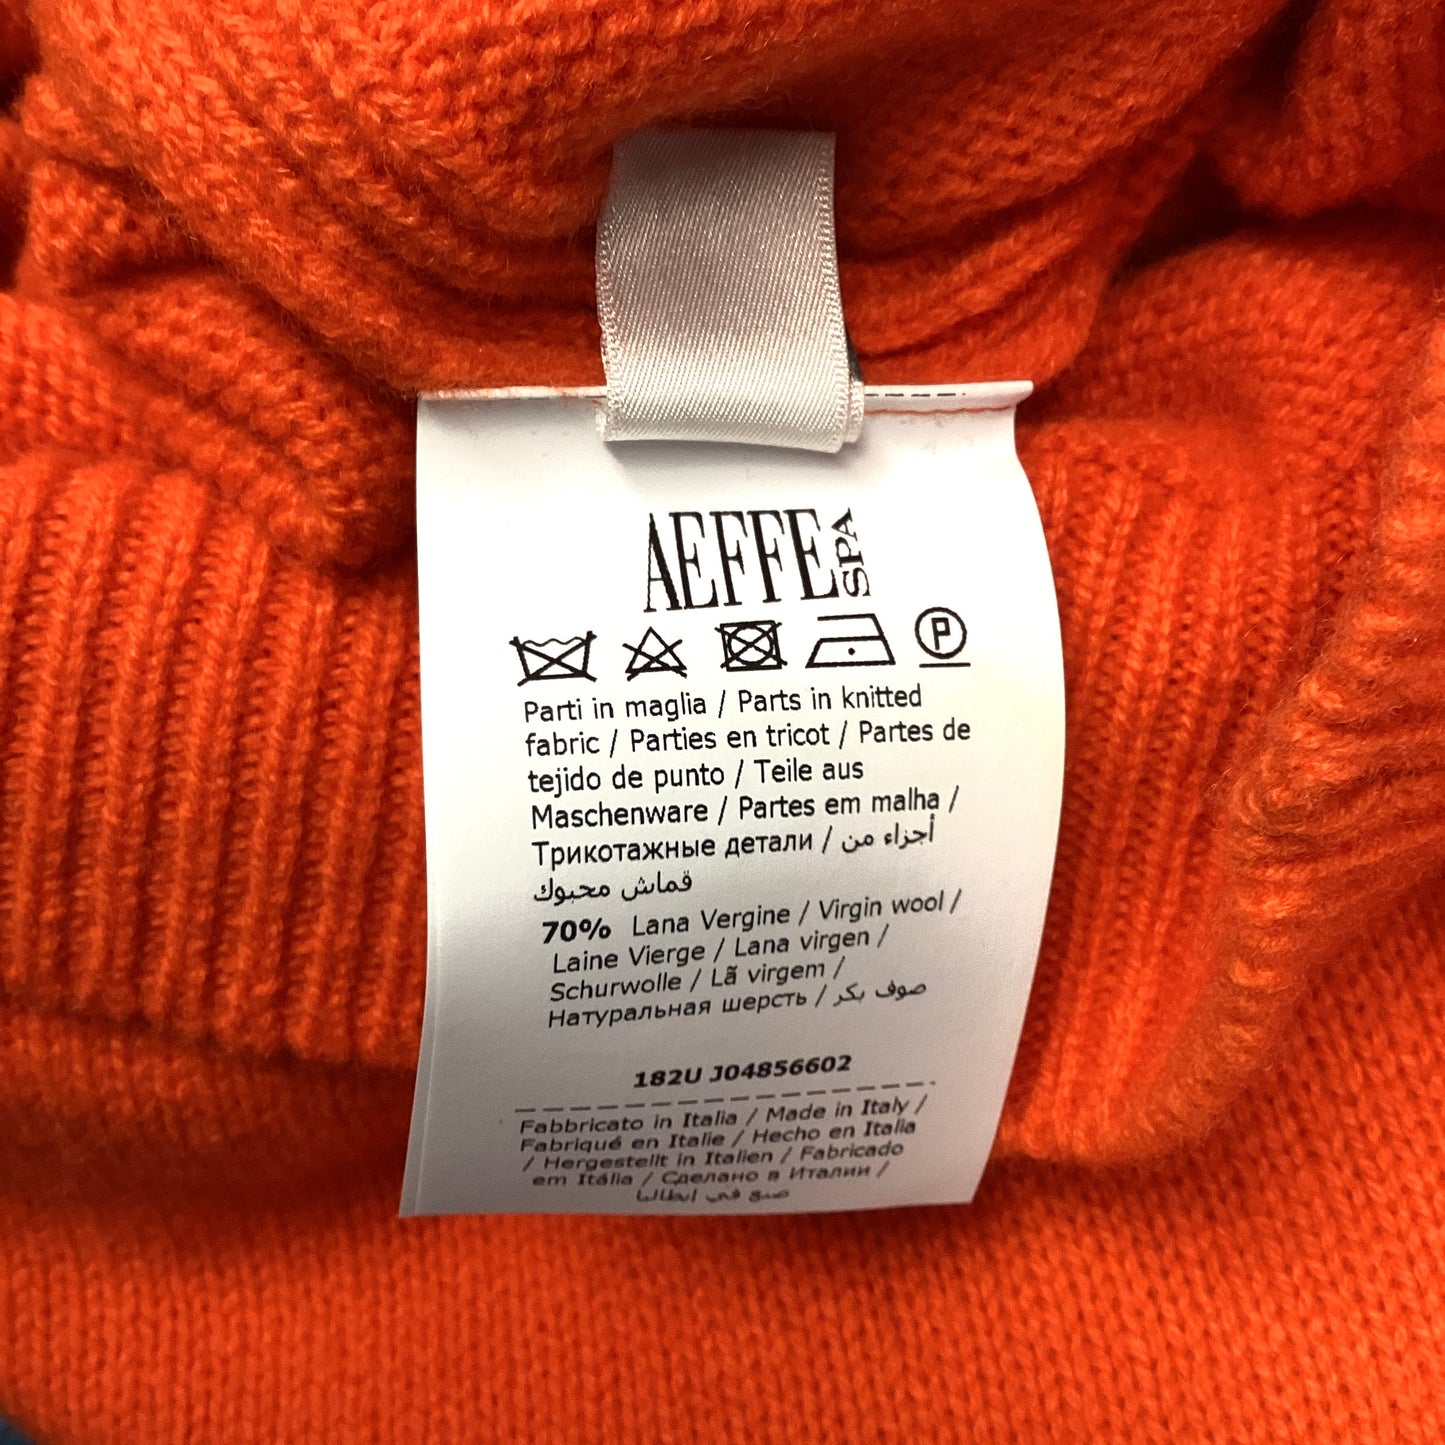 AEFFE SPA
P
Parti in maglia / Parts in knitted
fabric / Parties en tricot / Partes de
tejido de punto / Teile aus
Maschenware / Partes em malha /
Трикотажные детали / أجزاء من
قماش محبوك
70% Lana Vergine / Virgin wool /
Laine Vierge / Lana virgen /
Schurwolle / Lã virgem /
Натуральная шерсть / صوف بكر
182U J04856602
Fabbricato in Italia / Made in Italy /
Fabriqué en Italie / Hecho en Italia
/ Hergestellt in Italien / Fabricado
em Itália / Сделано в Италии /
صنع في إيطاليا